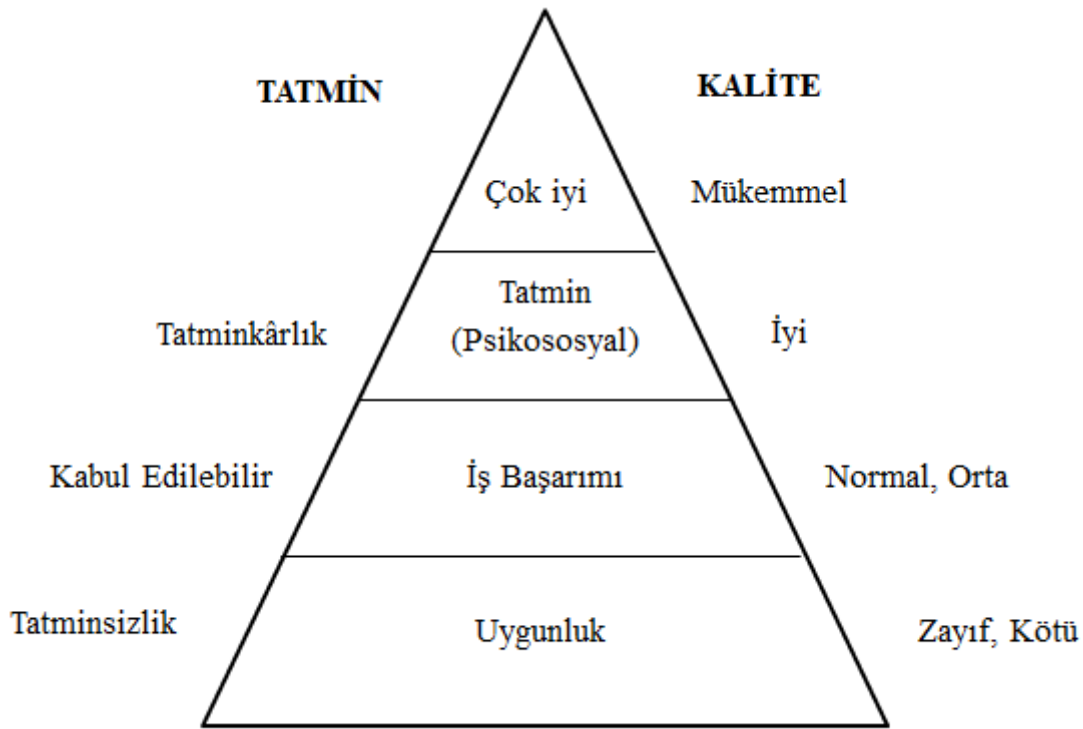 TATMİN
KALİTE
Çok iyi
Mükemmel
Tatminkârlık
Tatmin
(Psikososyal)
İyi
Kabul Edilebilir
İş Başarımı
Normal, Orta
Tatminsizlik
Uygunluk
Zayıf, Kötü